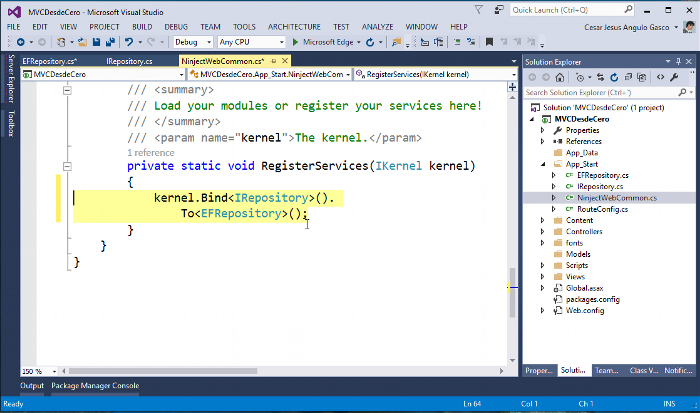 MVCDesdeCero - Microsoft Visual Studio
Quick Launch (Ctrl+Q)
FILE EDIT VIEW PROJECT BUILD DEBUG TEAM TOOLS ARCHITECTURE TEST ANALYZE WINDOW HELP
Cesar Jesus Angulo Gasco
Debug Any CPU Microsoft Edge
Server Explorer
Toolbox
EFRepository.cs* IRepository.cs NinjectWebCommon.cs*
MVCDesdeCero MVCDesdeCero.App_Start.NinjectWebCom RegisterServices(IKernel kernel)
/// <summary>
/// Load your modules or register your services here!
/// </summary>
/// <param name="kernel">The kernel.</param>
1 reference
private static void RegisterServices(IKernel kernel)
{
kernel.Bind<IRepository>().
To<EFRepository>();
}
}
}
150 %
Solution Explorer
Search Solution Explorer (Ctrl+')
Solution 'MVCDesdeCero' (1 project)
MVCDesdeCero
Properties
References
App_Data
App_Start
EFRepository.cs
IRepository.cs
NinjectWebCommon.cs
RouteConfig.cs
Content
Controllers
fonts
Models
Scripts
Views
Global.asax
packages.config
Web.config
Proper... Soluti... Team... Class V... Notific...
Output Package Manager Console
Ready Ln 64 Col 1 Ch 1 INS